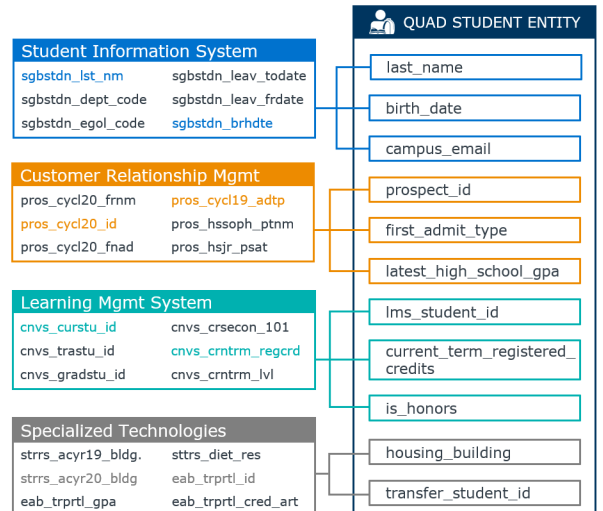 QUAD STUDENT ENTITY
Student Information System
sgbstdn_lst_nm sgbstdn_leav_todate
sgbstdn_dept_code sgbstdn_leav_frdate
sgbstdn_egol_code sgbstdn_brhdte
last_name
birth_date
campus_email
Customer Relationship Mgmt
pros_cycl20_frnm pros_cycl19_adtp
pros_cycl20_id pros_hssoph_ptnm
pros_cycl20_fnad pros_hsjr_psat
prospect_id
first_admit_type
latest_high_school_gpa
Learning Mgmt System
cnvs_curstu_id cnvs_crsecon_101
cnvs_trastu_id cnvs_crntrm_regcrd
cnvs_gradstu_id cnvs_crntrm_lvl
lms_student_id
current_term_registered_
credits
is_honors
Specialized Technologies
strrs_acyr19_bldg. sttrs_diet_res
strrs_acyr20_bldg eab_trprtl_id
eab_trprtl_gpa eab_trprtl_cred_art
housing_building
transfer_student_id